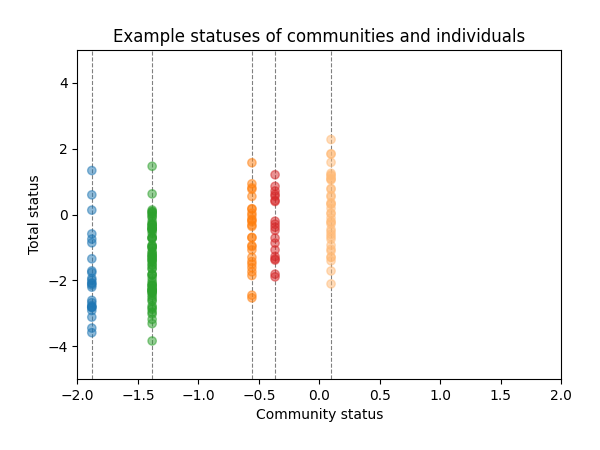 Example statuses of communities and individuals
4
2
0
−2
−4
Total status
−2.0 −1.5 −1.0 −0.5 0.0 0.5 1.0 1.5 2.0
Community status